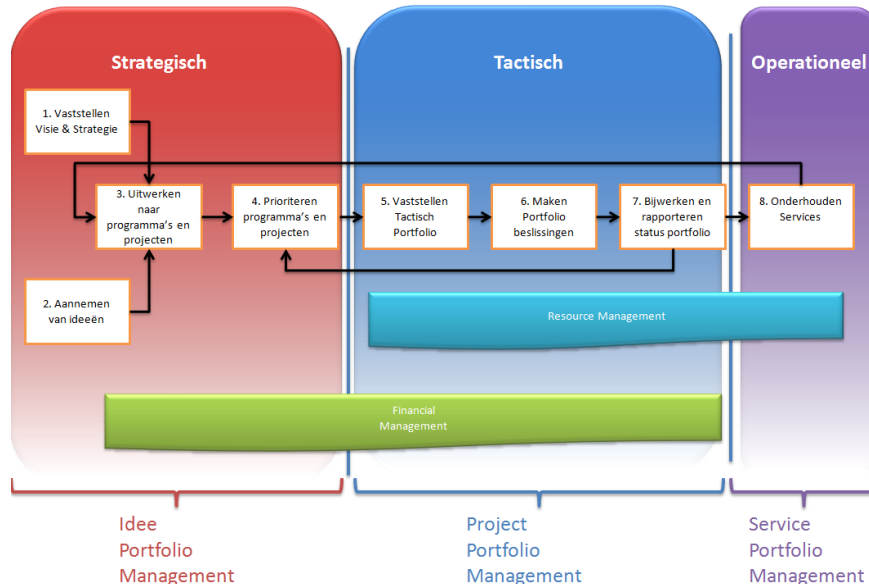 Strategisch
Tactisch
Operationeel
1. Vaststellen
Visie & Strategie
3. Uitwerken
naar
programma's en
projecten
4. Prioriteren
programma's en
projecten
5. Vaststellen
Tactisch
Portfolio
6. Maken
Portfolio
beslissingen
7. Bijwerken en
rapporteren
status portfolio
8. Onderhouden
Services
2. Aannemen
van ideeën
Resource Management
Financial
Management
Idee
Portfolio
Management
Project
Portfolio
Management
Service
Portfolio
Management